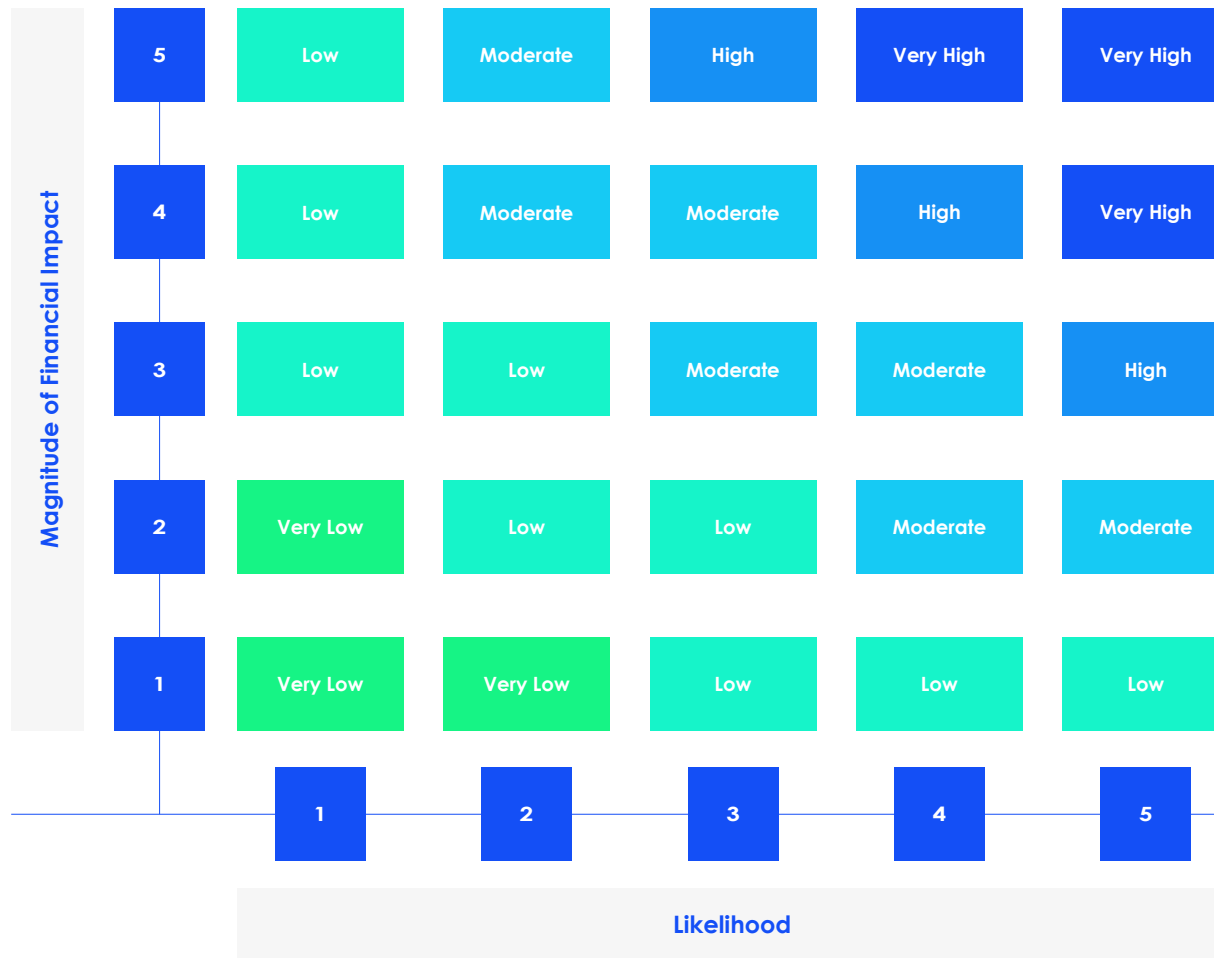 Magnitude of Financial Impact
5 Low Moderate High Very High Very High
4 Low Moderate Moderate High Very High
3 Low Low Moderate Moderate High
2 Very Low Low Low Moderate Moderate
1 Very Low Very Low Low Low Low
1 2 3 4 5
Likelihood